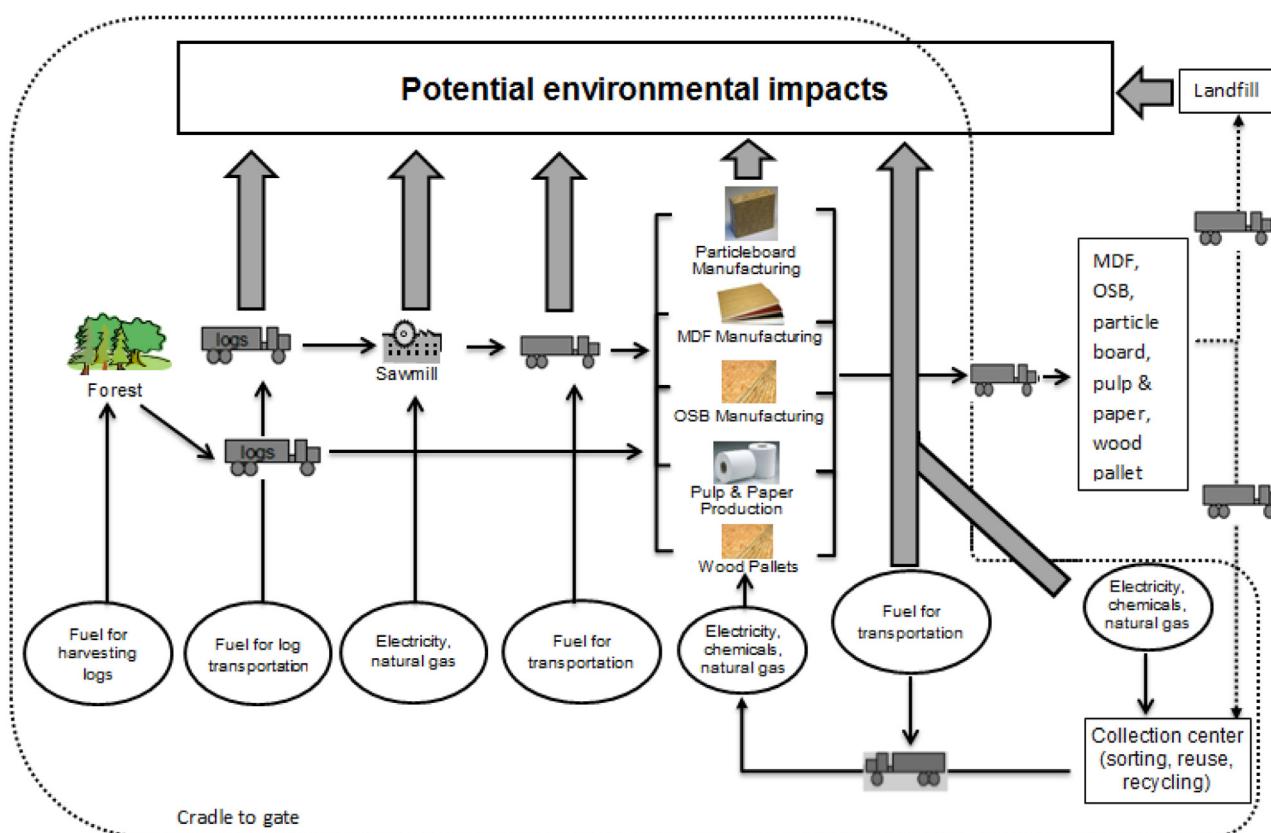 Potential environmental impacts
Landfill
Particleboard
Manufacturing
MDF,
OSB,
particle
board,
pulp &
paper,
wood
pallet
logs
MDF Manufacturing
Sawmill
Forest
OSB Manufacturing
logs
Pulp & Paper
Production
Wood Pallets
Fuel for
harvesting
logs
Fuel for log
transportation
Electricity,
natural gas
Fuel for
transportation
Electricity,
chemicals,
natural gas
Fuel for
transportation
Electricity,
chemicals,
natural gas
Collection center
(sorting, reuse,
recycling)
Cradle to gate